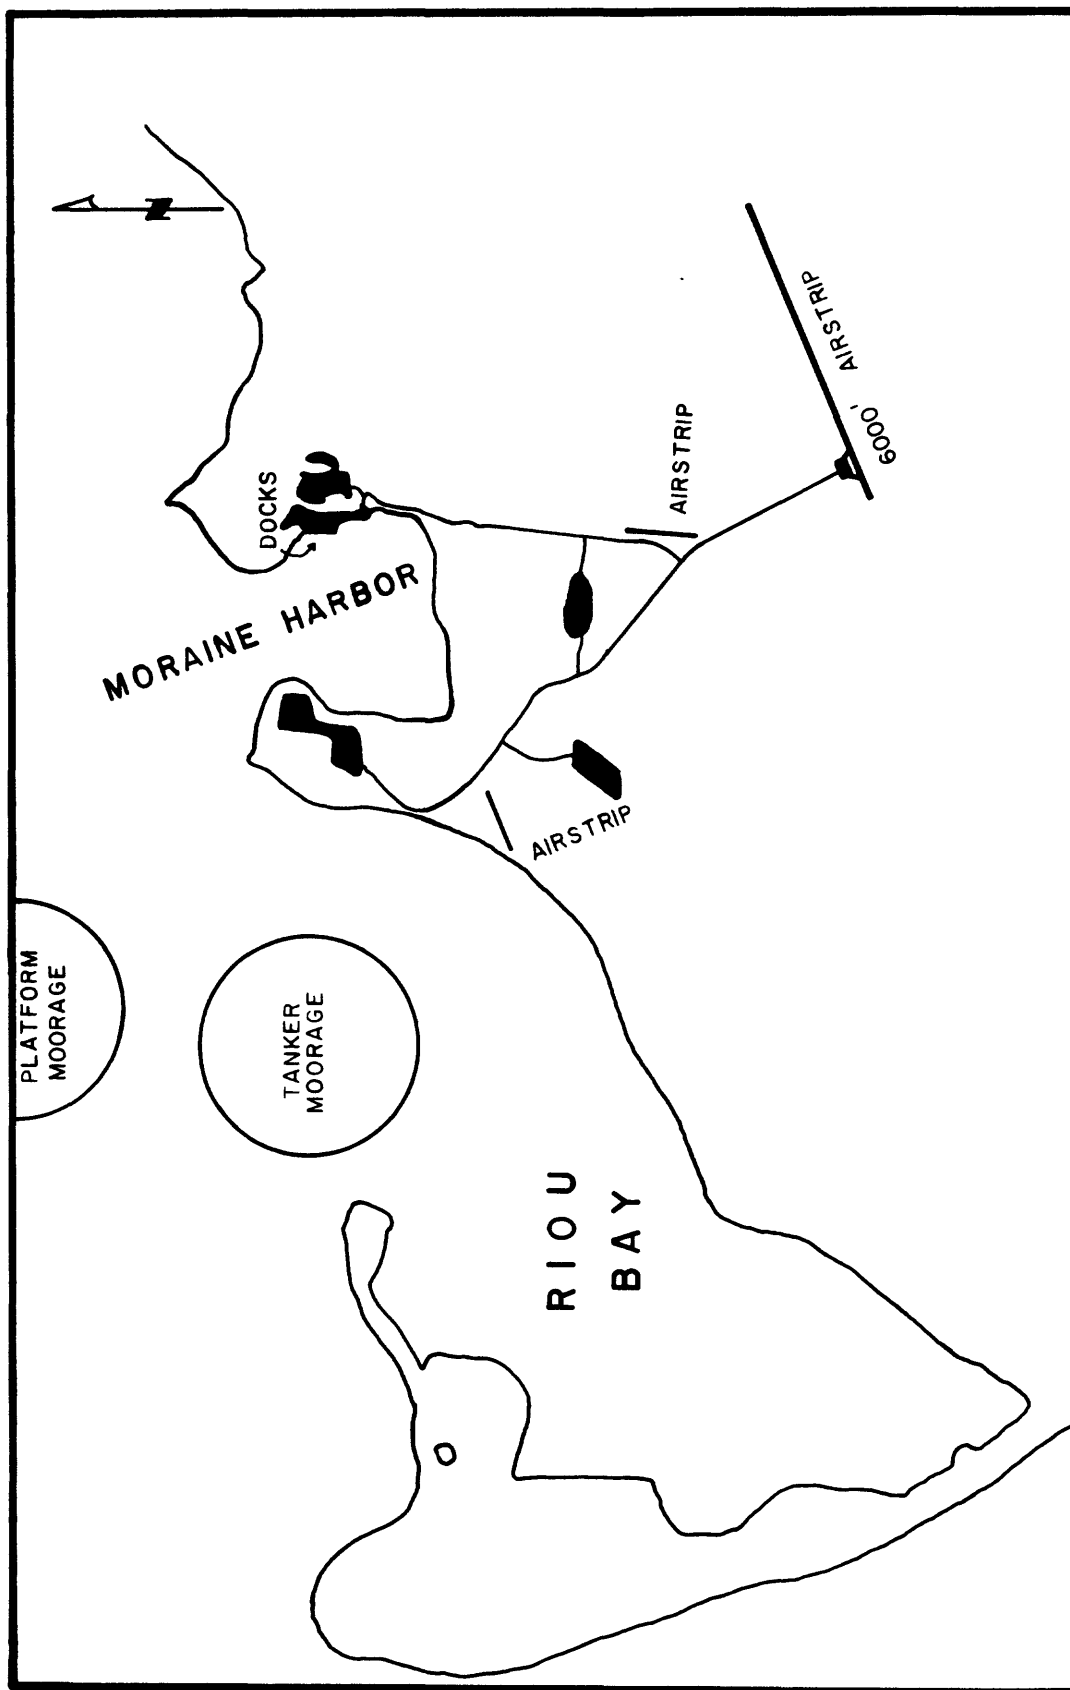 N
PLATFORM
MOORAGE
TANKER
MOORAGE
MORAINE HARBOR
DOCKS
AIRSTRIP
AIRSTRIP
6000' AIRSTRIP
RIOU
BAY